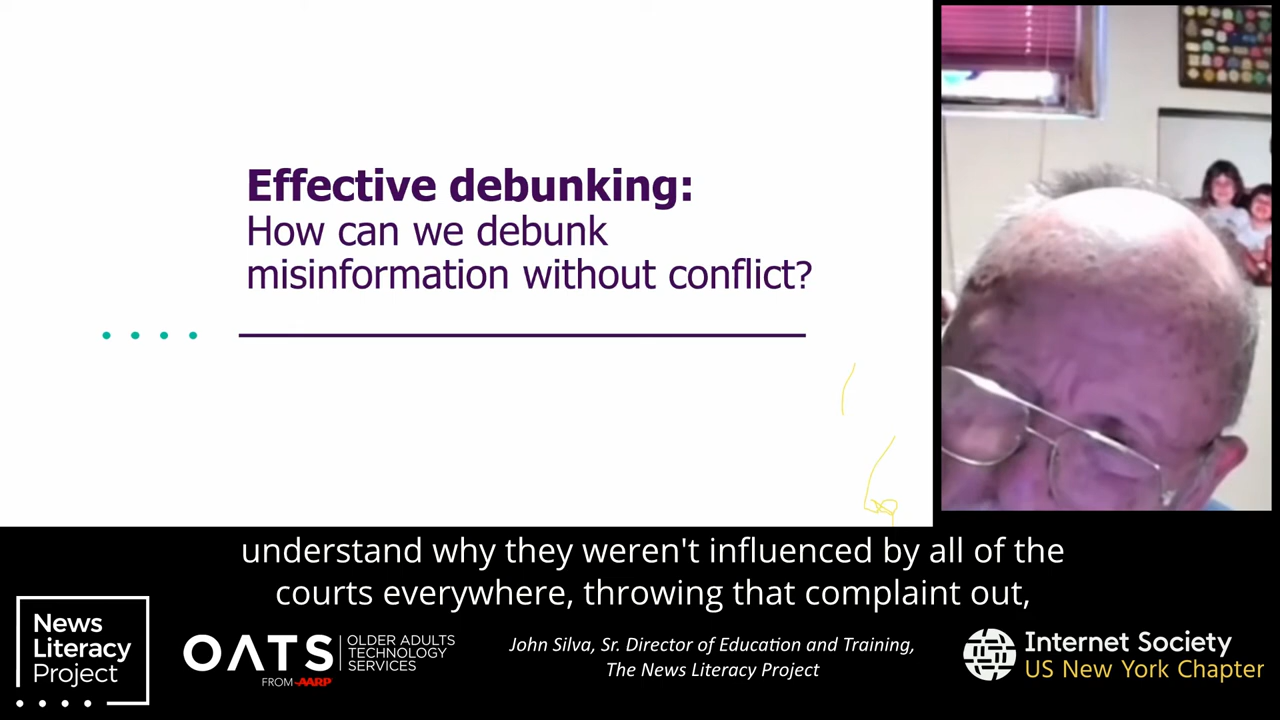 Effective debunking:
How can we debunk
misinformation without conflict?
understand why they weren't influenced by all of the
courts everywhere, throwing that complaint out,
News
Literacy
Project
OATS
OLDER ADULTS
TECHNOLOGY
SERVICES
FROM AARP
John Silva, Sr. Director of Education and Training,
The News Literacy Project
Internet Society
US New York Chapter